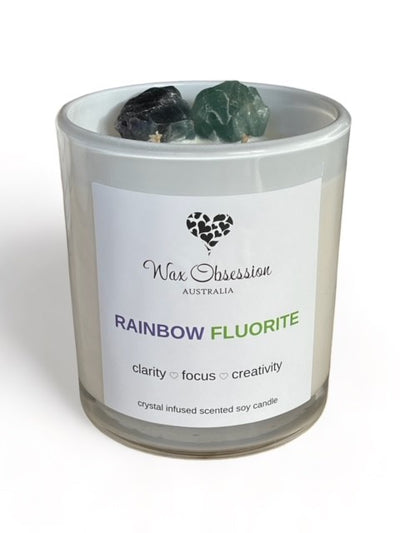 Wax Obsession
AUSTRALIA
RAINBOW FLUORITE
clarity ♡ focus ♡ creativity
crystal infused scented soy candle